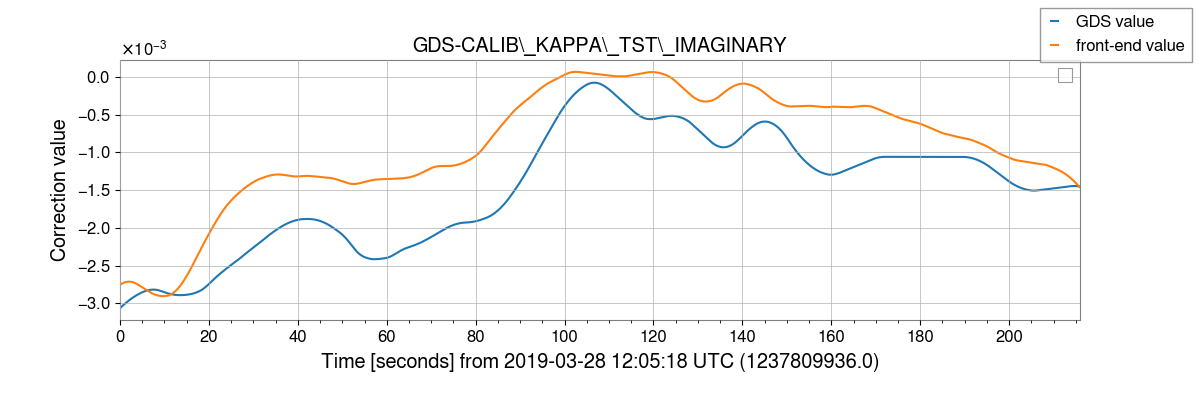 GDS value
front-end value
×10⁻³
GDS-CALIB\_KAPPA\_TST\_IMAGINARY
0.0
−0.5
−1.0
−1.5
−2.0
−2.5
−3.0
Correction value
0 20 40 60 80 100 120 140 160 180 200
Time [seconds] from 2019-03-28 12:05:18 UTC (1237809936.0)